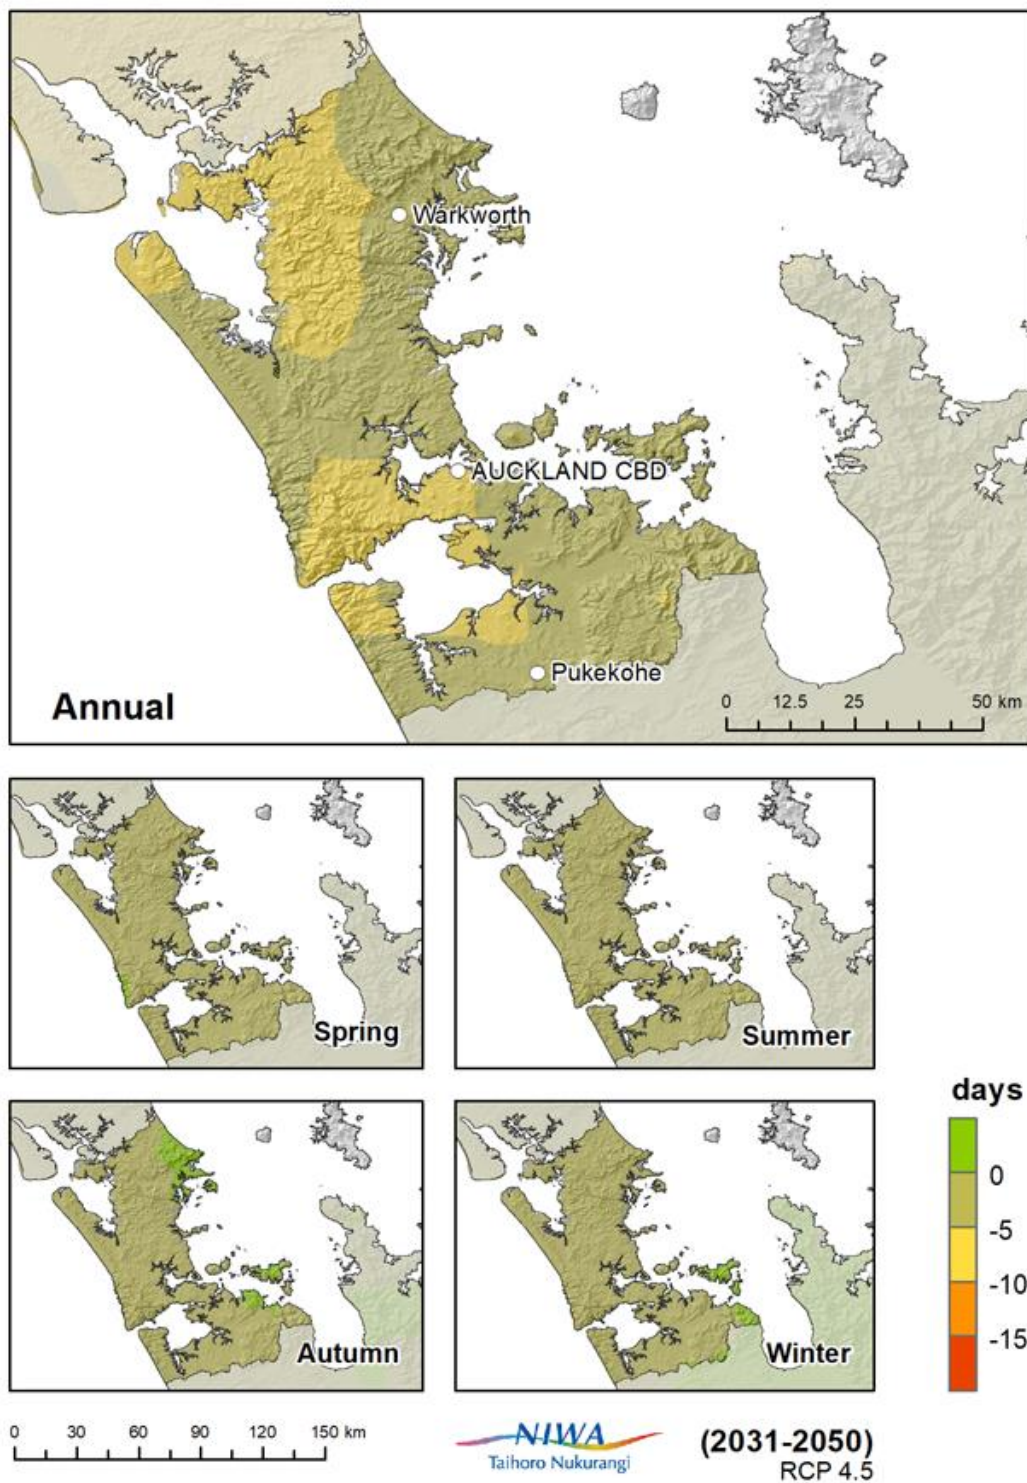 Warkworth
AUCKLAND CBD
Pukekohe
Annual
0 12.5 25 50 km
Spring
Summer
Autumn
Winter
days
0
-5
-10
-15
0 30 60 90 120 150 km
NIWA
Taihoro Nukurangi
(2031-2050)
RCP 4.5